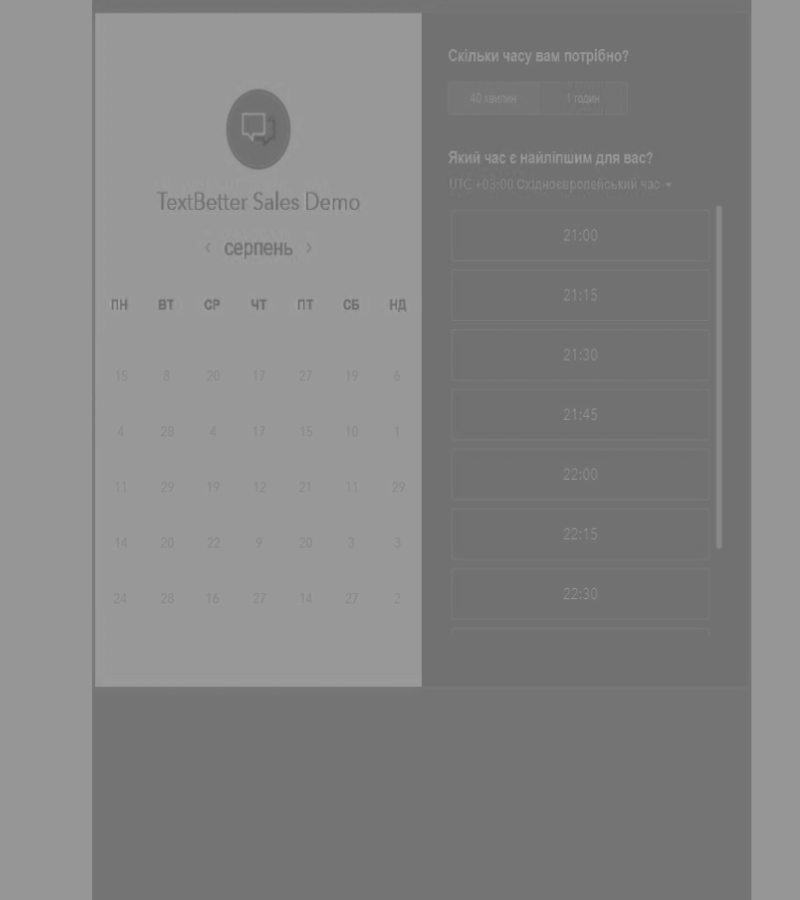 TextBetter Sales Demo
‹ серпень ›
ПН ВТ СР ЧТ ПТ СБ НД
15 8 20 17 27 19 6
4 28 4 17 15 10 1
11 29 19 12 21 11 29
14 20 22 9 20 3 3
24 28 16 27 14 27 2
Скільки часу вам потрібно?
40 хвилин 1 годин
Який час є найліпшим для вас?
UTC +03:00 Східноєвропейський час
21:00
21:15
21:30
21:45
22:00
22:15
22:30